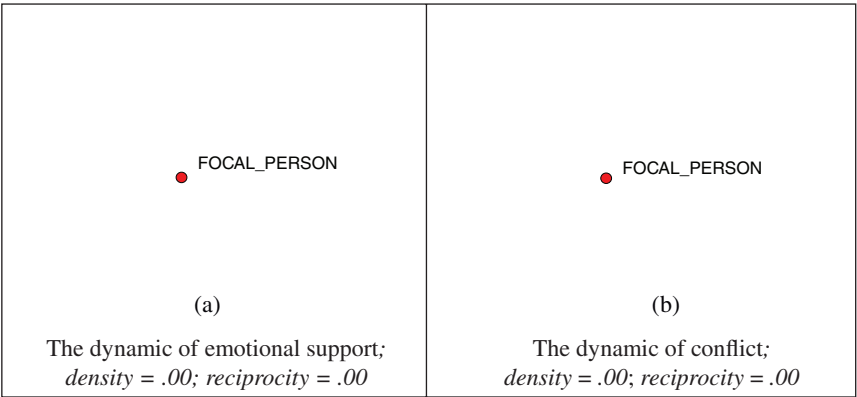 FOCAL_PERSON
(a)
The dynamic of emotional support;
density = .00; reciprocity = .00
FOCAL_PERSON
(b)
The dynamic of conflict;
density = .00; reciprocity = .00